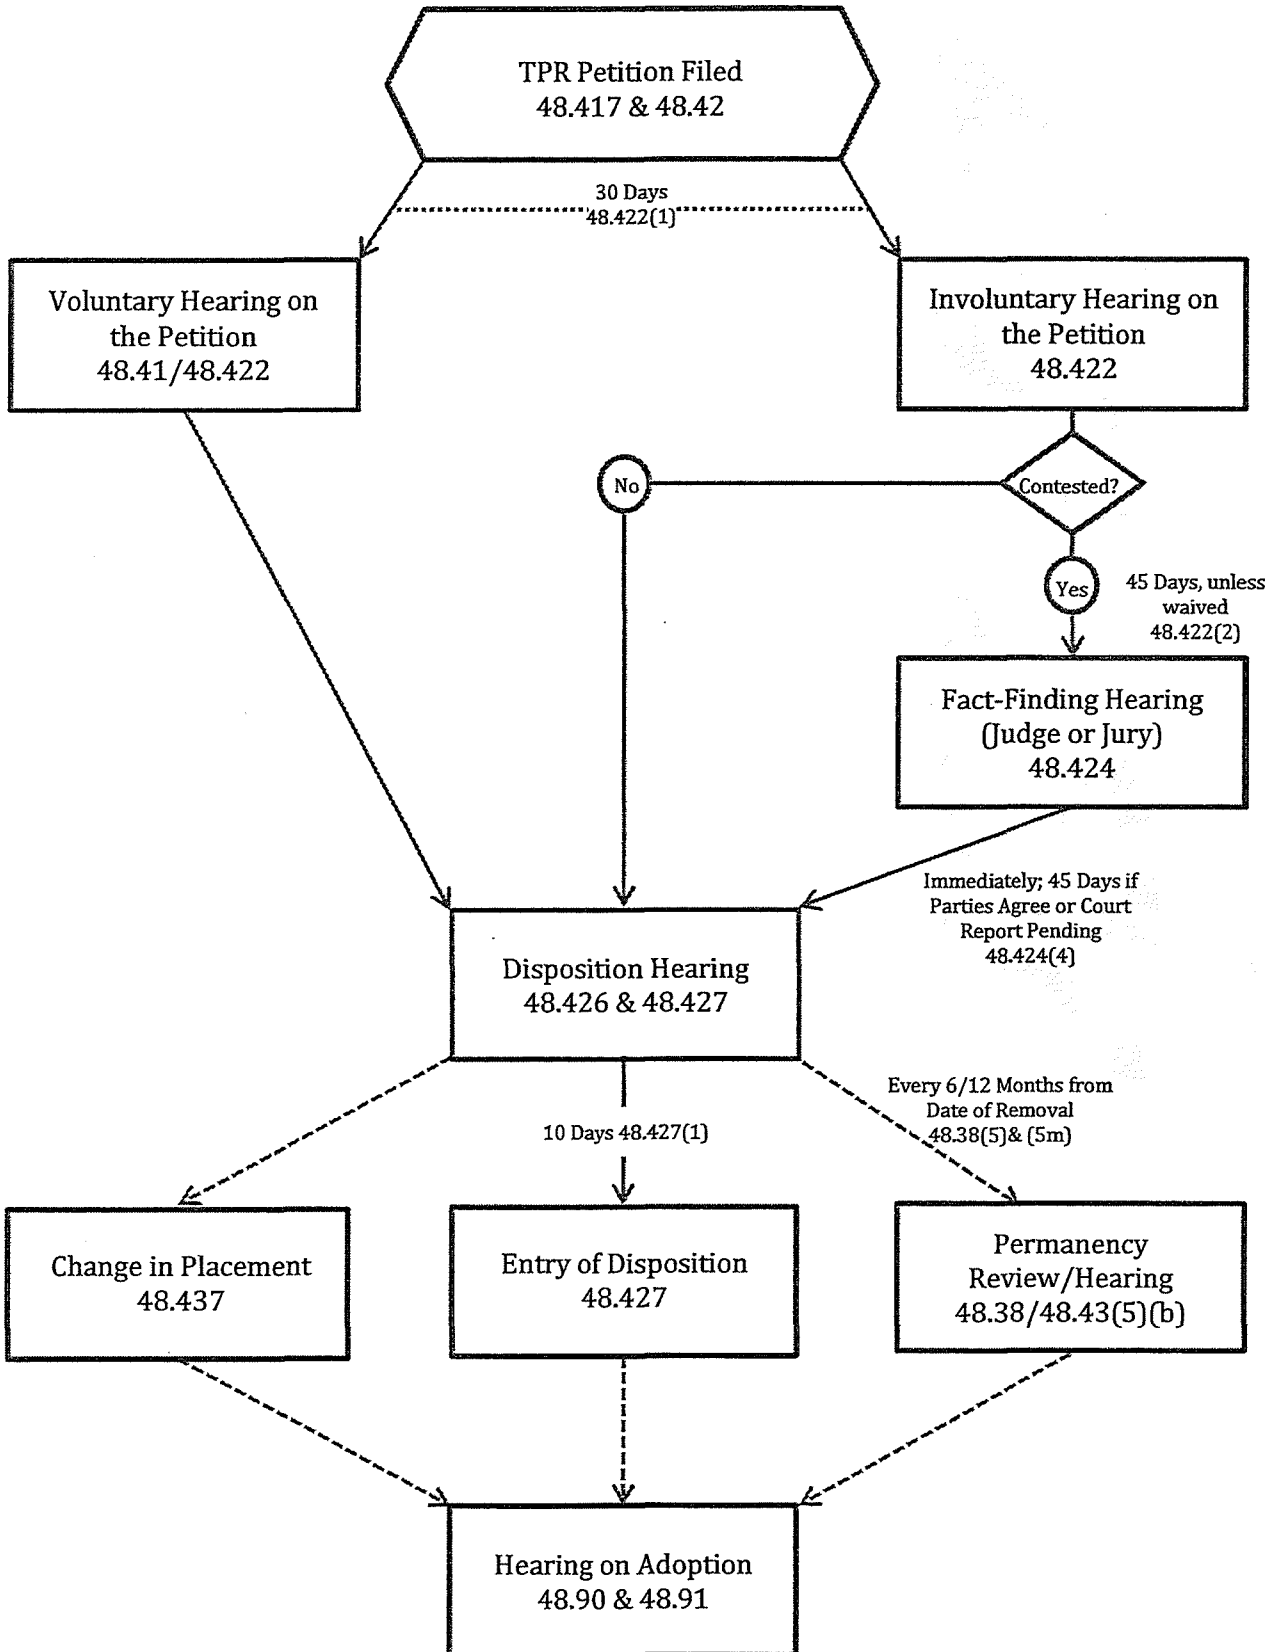 TPR Petition Filed
48.417 & 48.42
30 Days
48.422(1)
Voluntary Hearing on
the Petition
48.41/48.422
Involuntary Hearing on
the Petition
48.422
No
Contested?
Yes
45 Days, unless
waived
48.422(2)
Fact-Finding Hearing
(Judge or Jury)
48.424
Immediately; 45 Days if
Parties Agree or Court
Report Pending
48.424(4)
Disposition Hearing
48.426 & 48.427
Every 6/12 Months from
Date of Removal
48.38(5)& (5m)
10 Days 48.427(1)
Change in Placement
48.437
Entry of Disposition
48.427
Permanency
Review/Hearing
48.38/48.43(5)(b)
Hearing on Adoption
48.90 & 48.91